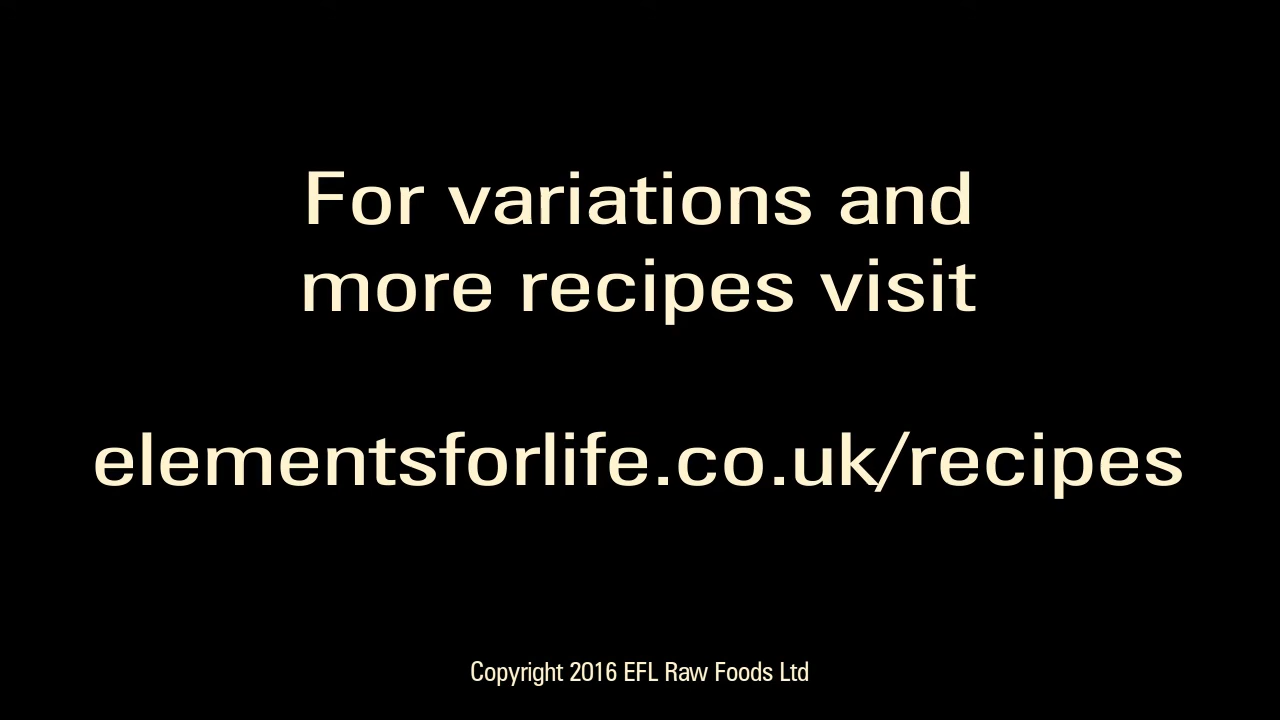 For variations and
more recipes visit
elementsforlife.co.uk/recipes
Copyright 2016 EFL Raw Foods Ltd